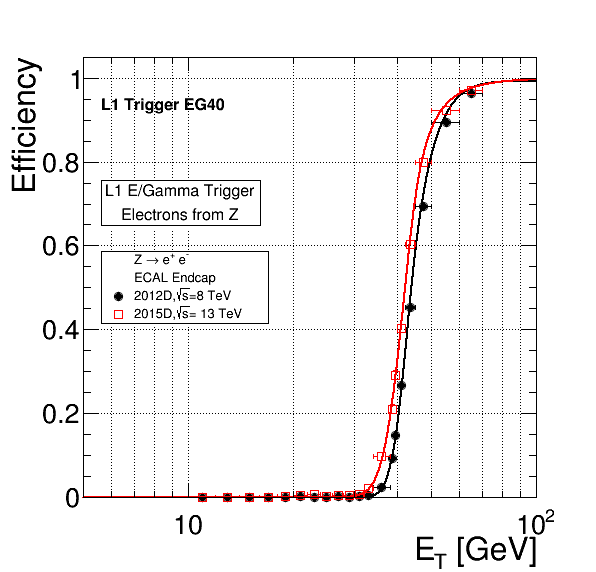 Efficiency
1
0.8
0.6
0.4
0.2
0
L1 Trigger EG40
L1 E/Gamma Trigger
Electrons from Z
Z → e⁺ e⁻
ECAL Endcap
2012D,√s=8 TeV
2015D,√s= 13 TeV
10
10²
E_T [GeV]